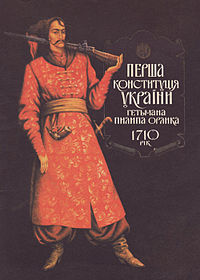 ПЕРША
КОНСТИТУЦІЯ
УКРАЇНИ
ГЕТЬМАНА
ПИЛИПА ОРЛИКА
1710
РІК